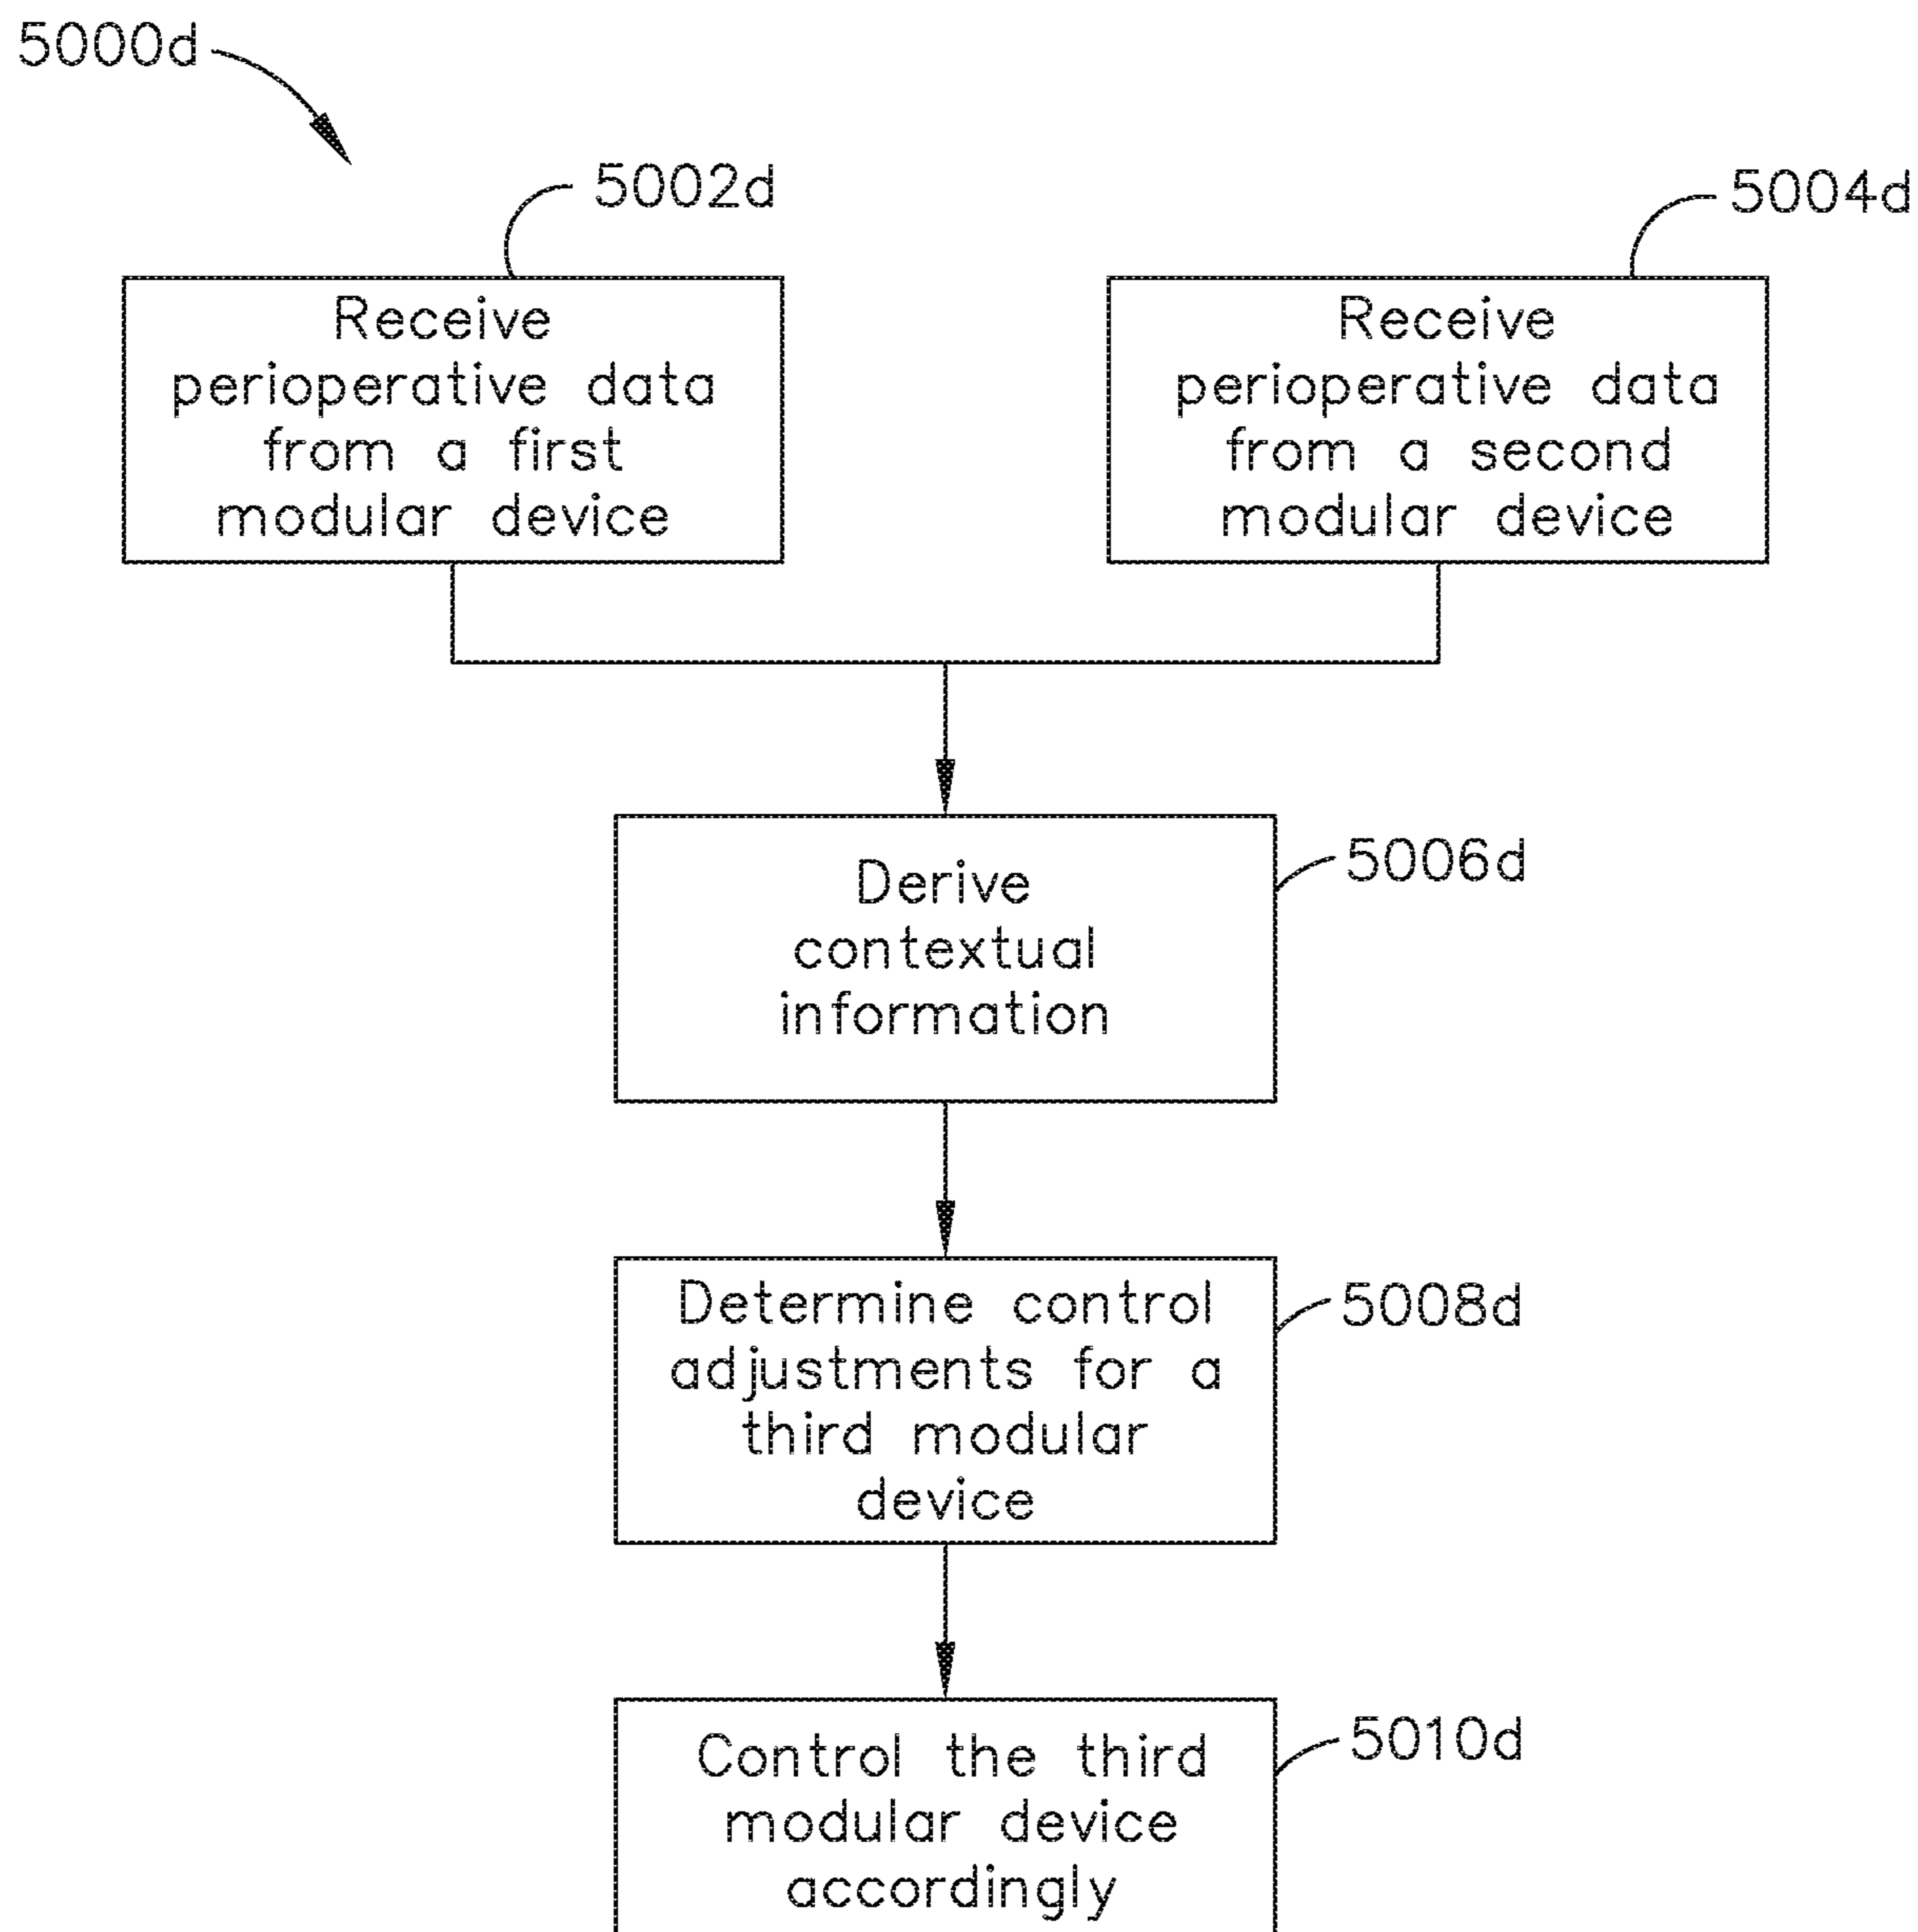 5000d
5002d
5004d
Receive
perioperative data
from a first
modular device
Receive
perioperative data
from a second
modular device
Derive
contextual
information
5006d
Determine control
adjustments for a
third modular
device
5008d
Control the third
modular device
accordingly
5010d